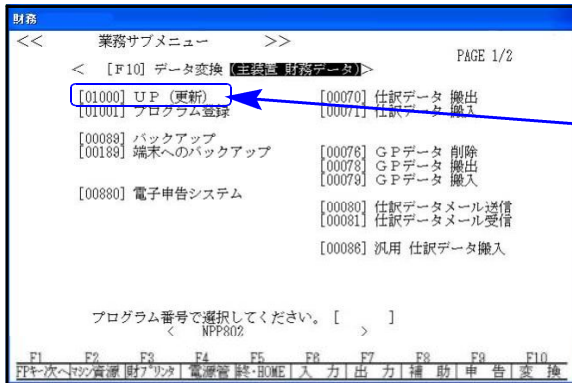 財務
<< 業務サブメニュー >>
PAGE 1/2
< [F10] データ変換 (主装置 財務データ)>
[01000] UP (更新)
[01001] プログラム登録
[00089] バックアップ
[00189] 端末へのバックアップ
[00880] 電子申告システム
[00070] 仕訳データ 搬出
[00071] 仕訳データ 搬入
[00076] GPデータ 削除
[00078] GPデータ 搬出
[00079] GPデータ 搬入
[00080] 仕訳データメール送信
[00081] 仕訳データメール受信
[00086] 汎用 仕訳データ搬入
プログラム番号で選択してください。 [ ]
< NPP802 >
F1 F2 F3 F4 F5 F6 F7 F8 F9 F10
FPキー次へ マシン資源 財プリンタ 電源管 終・HOME 入 力 出 力 補 助 申 告 変 換